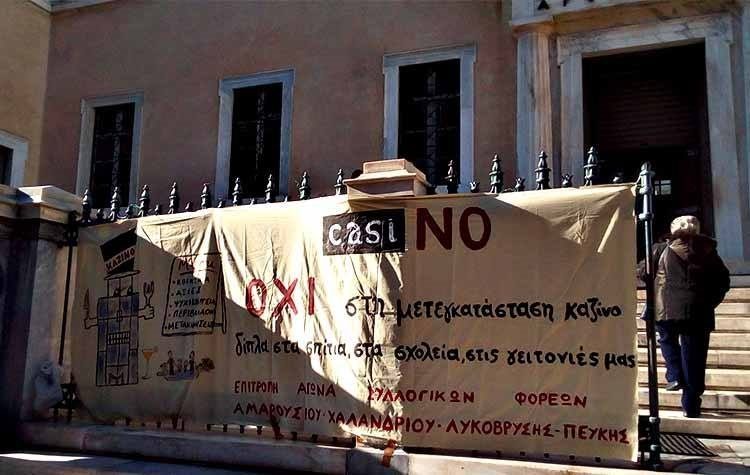 casiNO
ΚΑΖΙΝΟ
ΟΧΙ στη μετεγκατάσταση καζίνο
δίπλα στα σπίτια, στα σχολεία, στις γειτονιές μας
ΕΠΙΤΡΟΠΗ ΑΓΩΝΑ ΣΥΛΛΟΓΙΚΩΝ ΦΟΡΕΩΝ
ΑΜΑΡΟΥΣΙΟΥ-ΧΑΛΑΝΔΡΙΟΥ-ΛΥΚΟΒΡΥΣΗΣ-ΠΕΥΚΗΣ